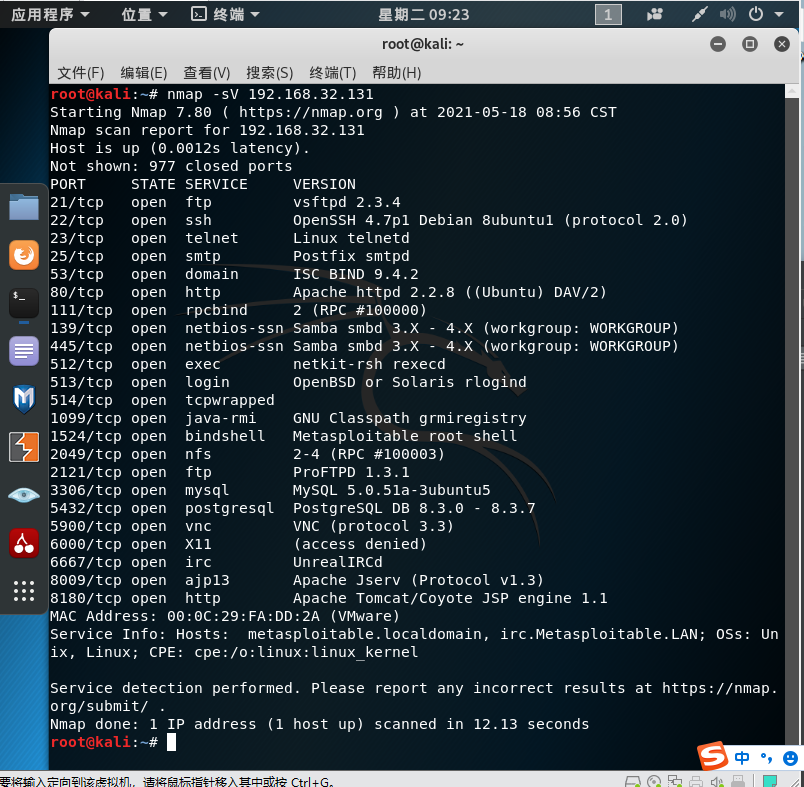 应用程序 位置 终端 星期二 09:23 1
root@kali: ~
文件(F) 编辑(E) 查看(V) 搜索(S) 终端(T) 帮助(H)
root@kali:~# nmap -sV 192.168.32.131
Starting Nmap 7.80 ( https://nmap.org ) at 2021-05-18 08:56 CST
Nmap scan report for 192.168.32.131
Host is up (0.0012s latency).
Not shown: 977 closed ports
PORT     STATE SERVICE     VERSION
21/tcp   open  ftp         vsftpd 2.3.4
22/tcp   open  ssh         OpenSSH 4.7p1 Debian 8ubuntu1 (protocol 2.0)
23/tcp   open  telnet      Linux telnetd
25/tcp   open  smtp        Postfix smtpd
53/tcp   open  domain      ISC BIND 9.4.2
80/tcp   open  http        Apache httpd 2.2.8 ((Ubuntu) DAV/2)
111/tcp  open  rpcbind     2 (RPC #100000)
139/tcp  open  netbios-ssn Samba smbd 3.X - 4.X (workgroup: WORKGROUP)
445/tcp  open  netbios-ssn Samba smbd 3.X - 4.X (workgroup: WORKGROUP)
512/tcp  open  exec        netkit-rsh rexecd
513/tcp  open  login       OpenBSD or Solaris rlogind
514/tcp  open  tcpwrapped
1099/tcp open  java-rmi    GNU Classpath grmiregistry
1524/tcp open  bindshell   Metasploitable root shell
2049/tcp open  nfs         2-4 (RPC #100003)
2121/tcp open  ftp         ProFTPD 1.3.1
3306/tcp open  mysql       MySQL 5.0.51a-3ubuntu5
5432/tcp open  postgresql  PostgreSQL DB 8.3.0 - 8.3.7
5900/tcp open  vnc         VNC (protocol 3.3)
6000/tcp open  X11         (access denied)
6667/tcp open  irc         UnrealIRCd
8009/tcp open  ajp13       Apache Jserv (Protocol v1.3)
8180/tcp open  http        Apache Tomcat/Coyote JSP engine 1.1
MAC Address: 00:0C:29:FA:DD:2A (VMware)
Service Info: Hosts:  metasploitable.localdomain, irc.Metasploitable.LAN; OSs: Un
ix, Linux; CPE: cpe:/o:linux:linux_kernel
Service detection performed. Please report any incorrect results at https://nmap.
org/submit/ .
Nmap done: 1 IP address (1 host up) scanned in 12.13 seconds
root@kali:~#
中
要将输入定向到该虚拟机，请将鼠标指针移入其中或按 Ctrl+G。